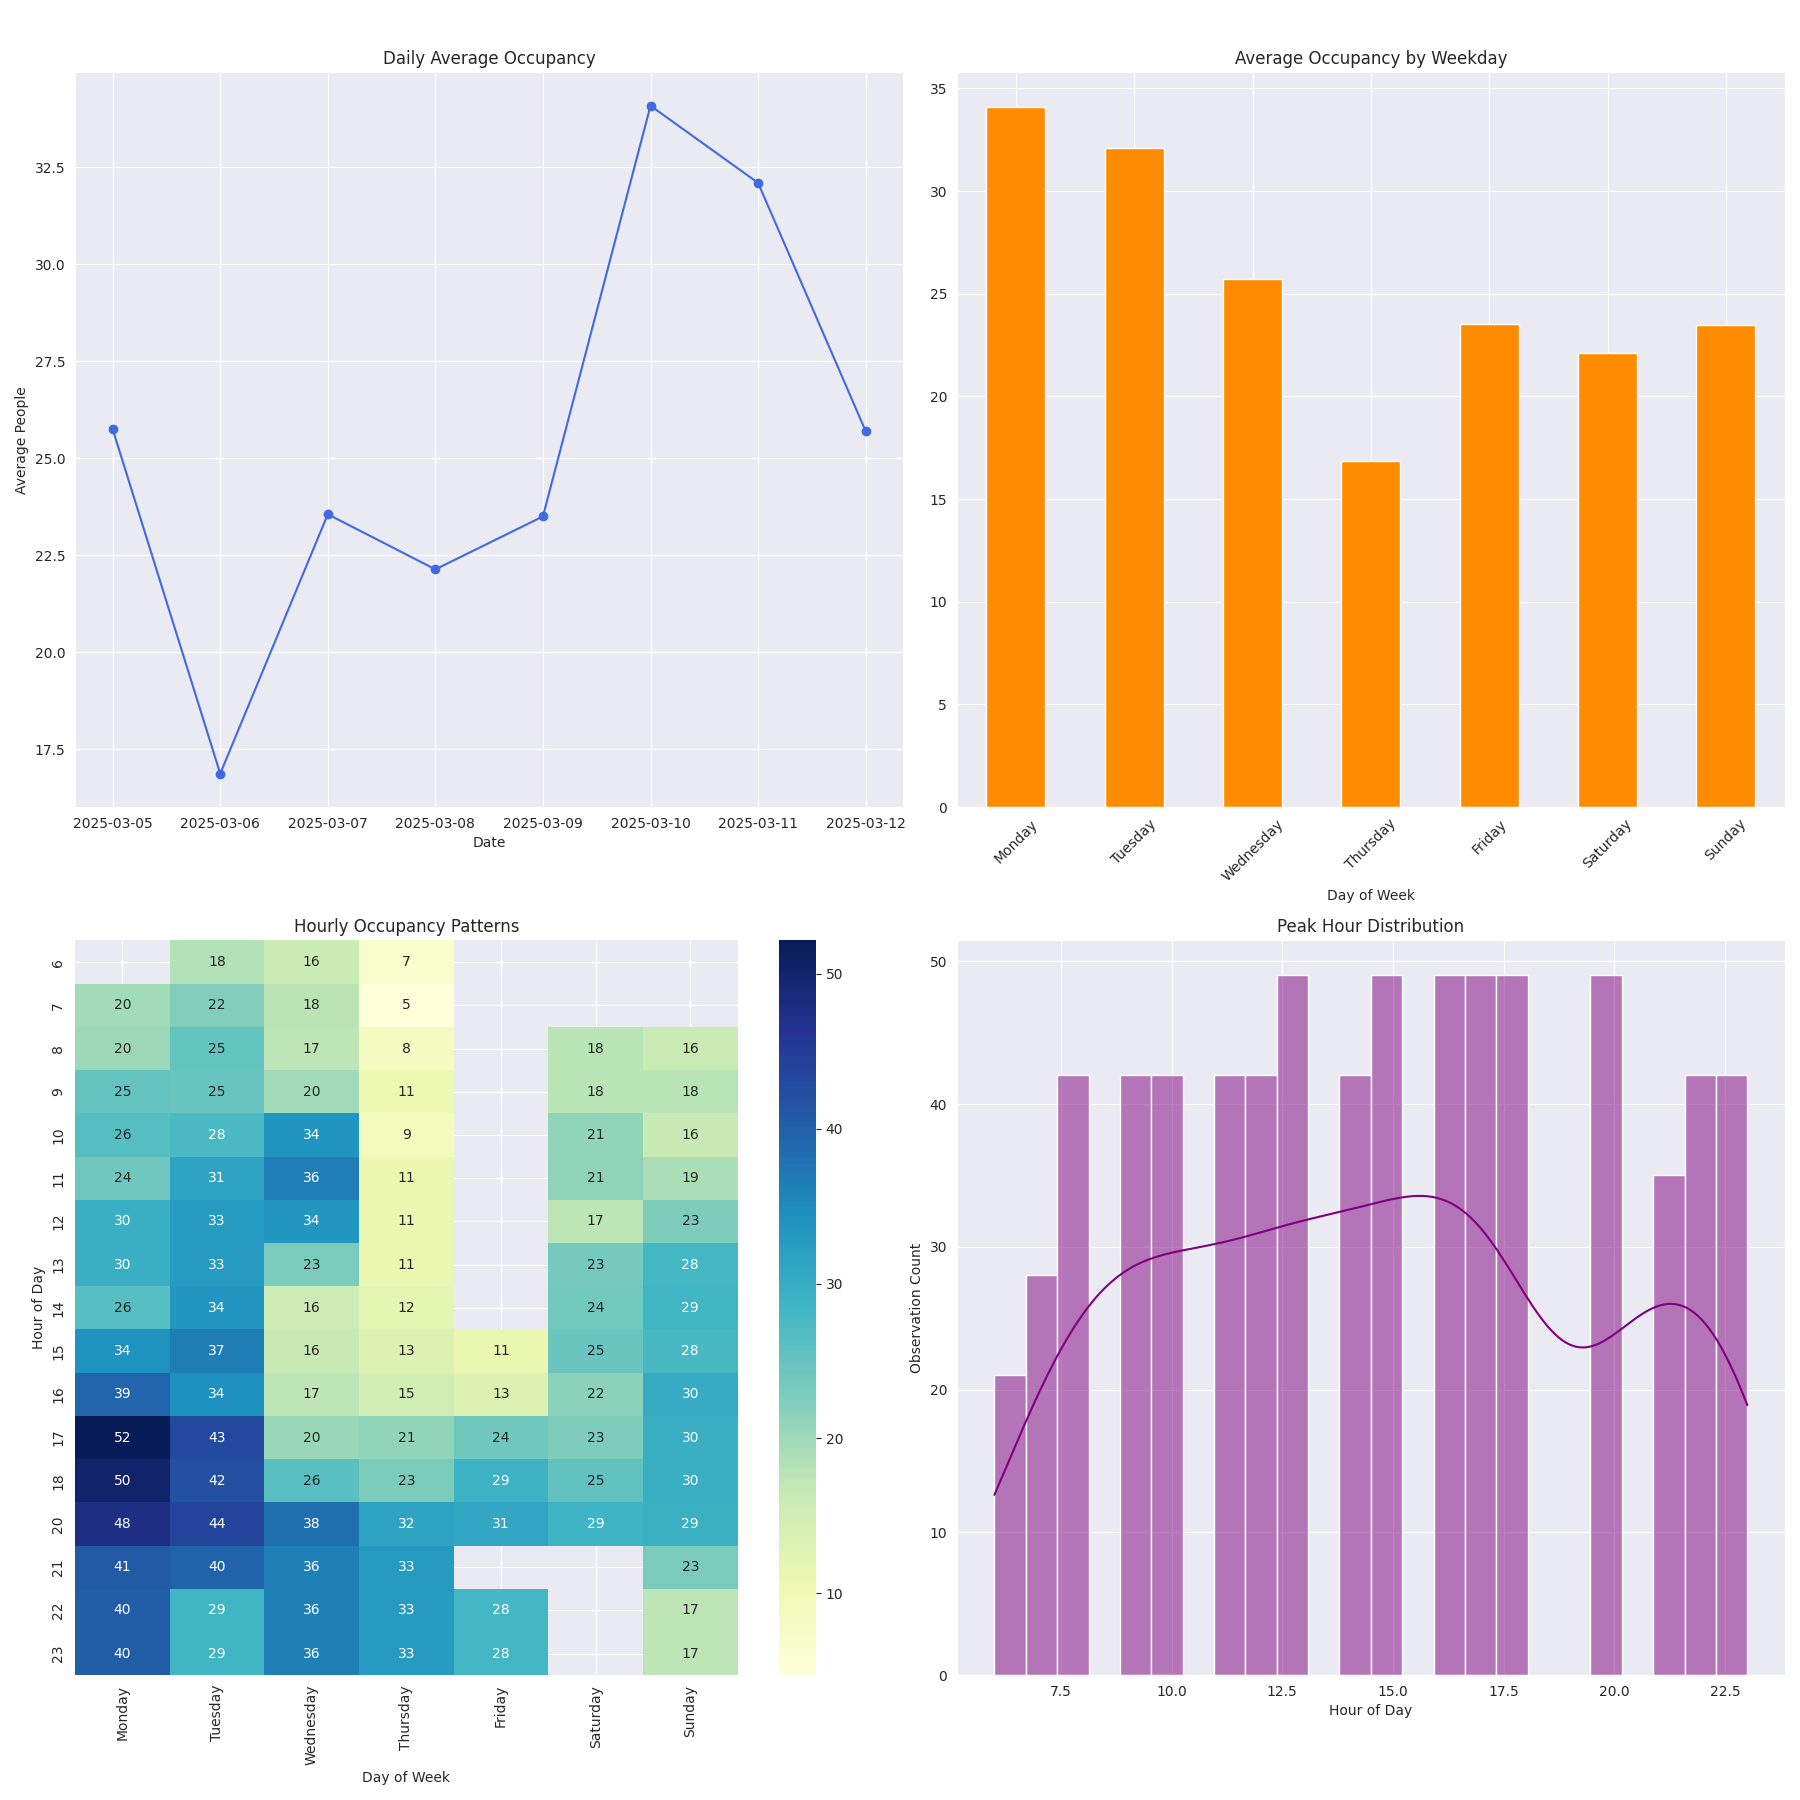 Daily Average Occupancy
32.5
30.0
27.5
25.0
22.5
20.0
17.5
Average People
2025-03-05 2025-03-06 2025-03-07 2025-03-08 2025-03-09 2025-03-10 2025-03-11 2025-03-12
Date
Average Occupancy by Weekday
35
30
25
20
15
10
5
0
Monday Tuesday Wednesday Thursday Friday Saturday Sunday
Day of Week
Hourly Occupancy Patterns
6 18 16 7
7 20 22 18 5
8 20 25 17 8 18 16
9 25 25 20 11 18 18
10 26 28 34 9 21 16
11 24 31 36 11 21 19
12 30 33 34 11 17 23
13 30 33 23 11 23 28
14 26 34 16 12 24 29
15 34 37 16 13 11 25 28
16 39 34 17 15 13 22 30
17 52 43 20 21 24 23 30
18 50 42 26 23 29 25 30
20 48 44 38 32 31 29 29
21 41 40 36 33 23
22 40 29 36 33 28 17
23 40 29 36 33 28 17
Hour of Day
Monday Tuesday Wednesday Thursday Friday Saturday Sunday
Day of Week
50
40
30
20
10
Peak Hour Distribution
50
40
30
20
10
0
Observation Count
7.5 10.0 12.5 15.0 17.5 20.0 22.5
Hour of Day